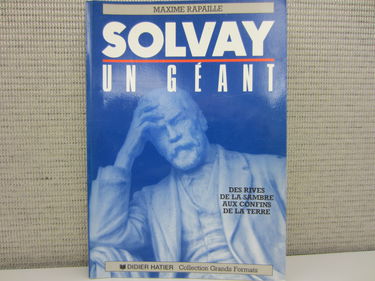 MAXIME RAPAILLE
SOLVAY
UN GÉANT
DES RIVES
DE LA SAMBRE
AUX CONFINS
DE LA TERRE
DIDIER HATIER Collection Grands Formats